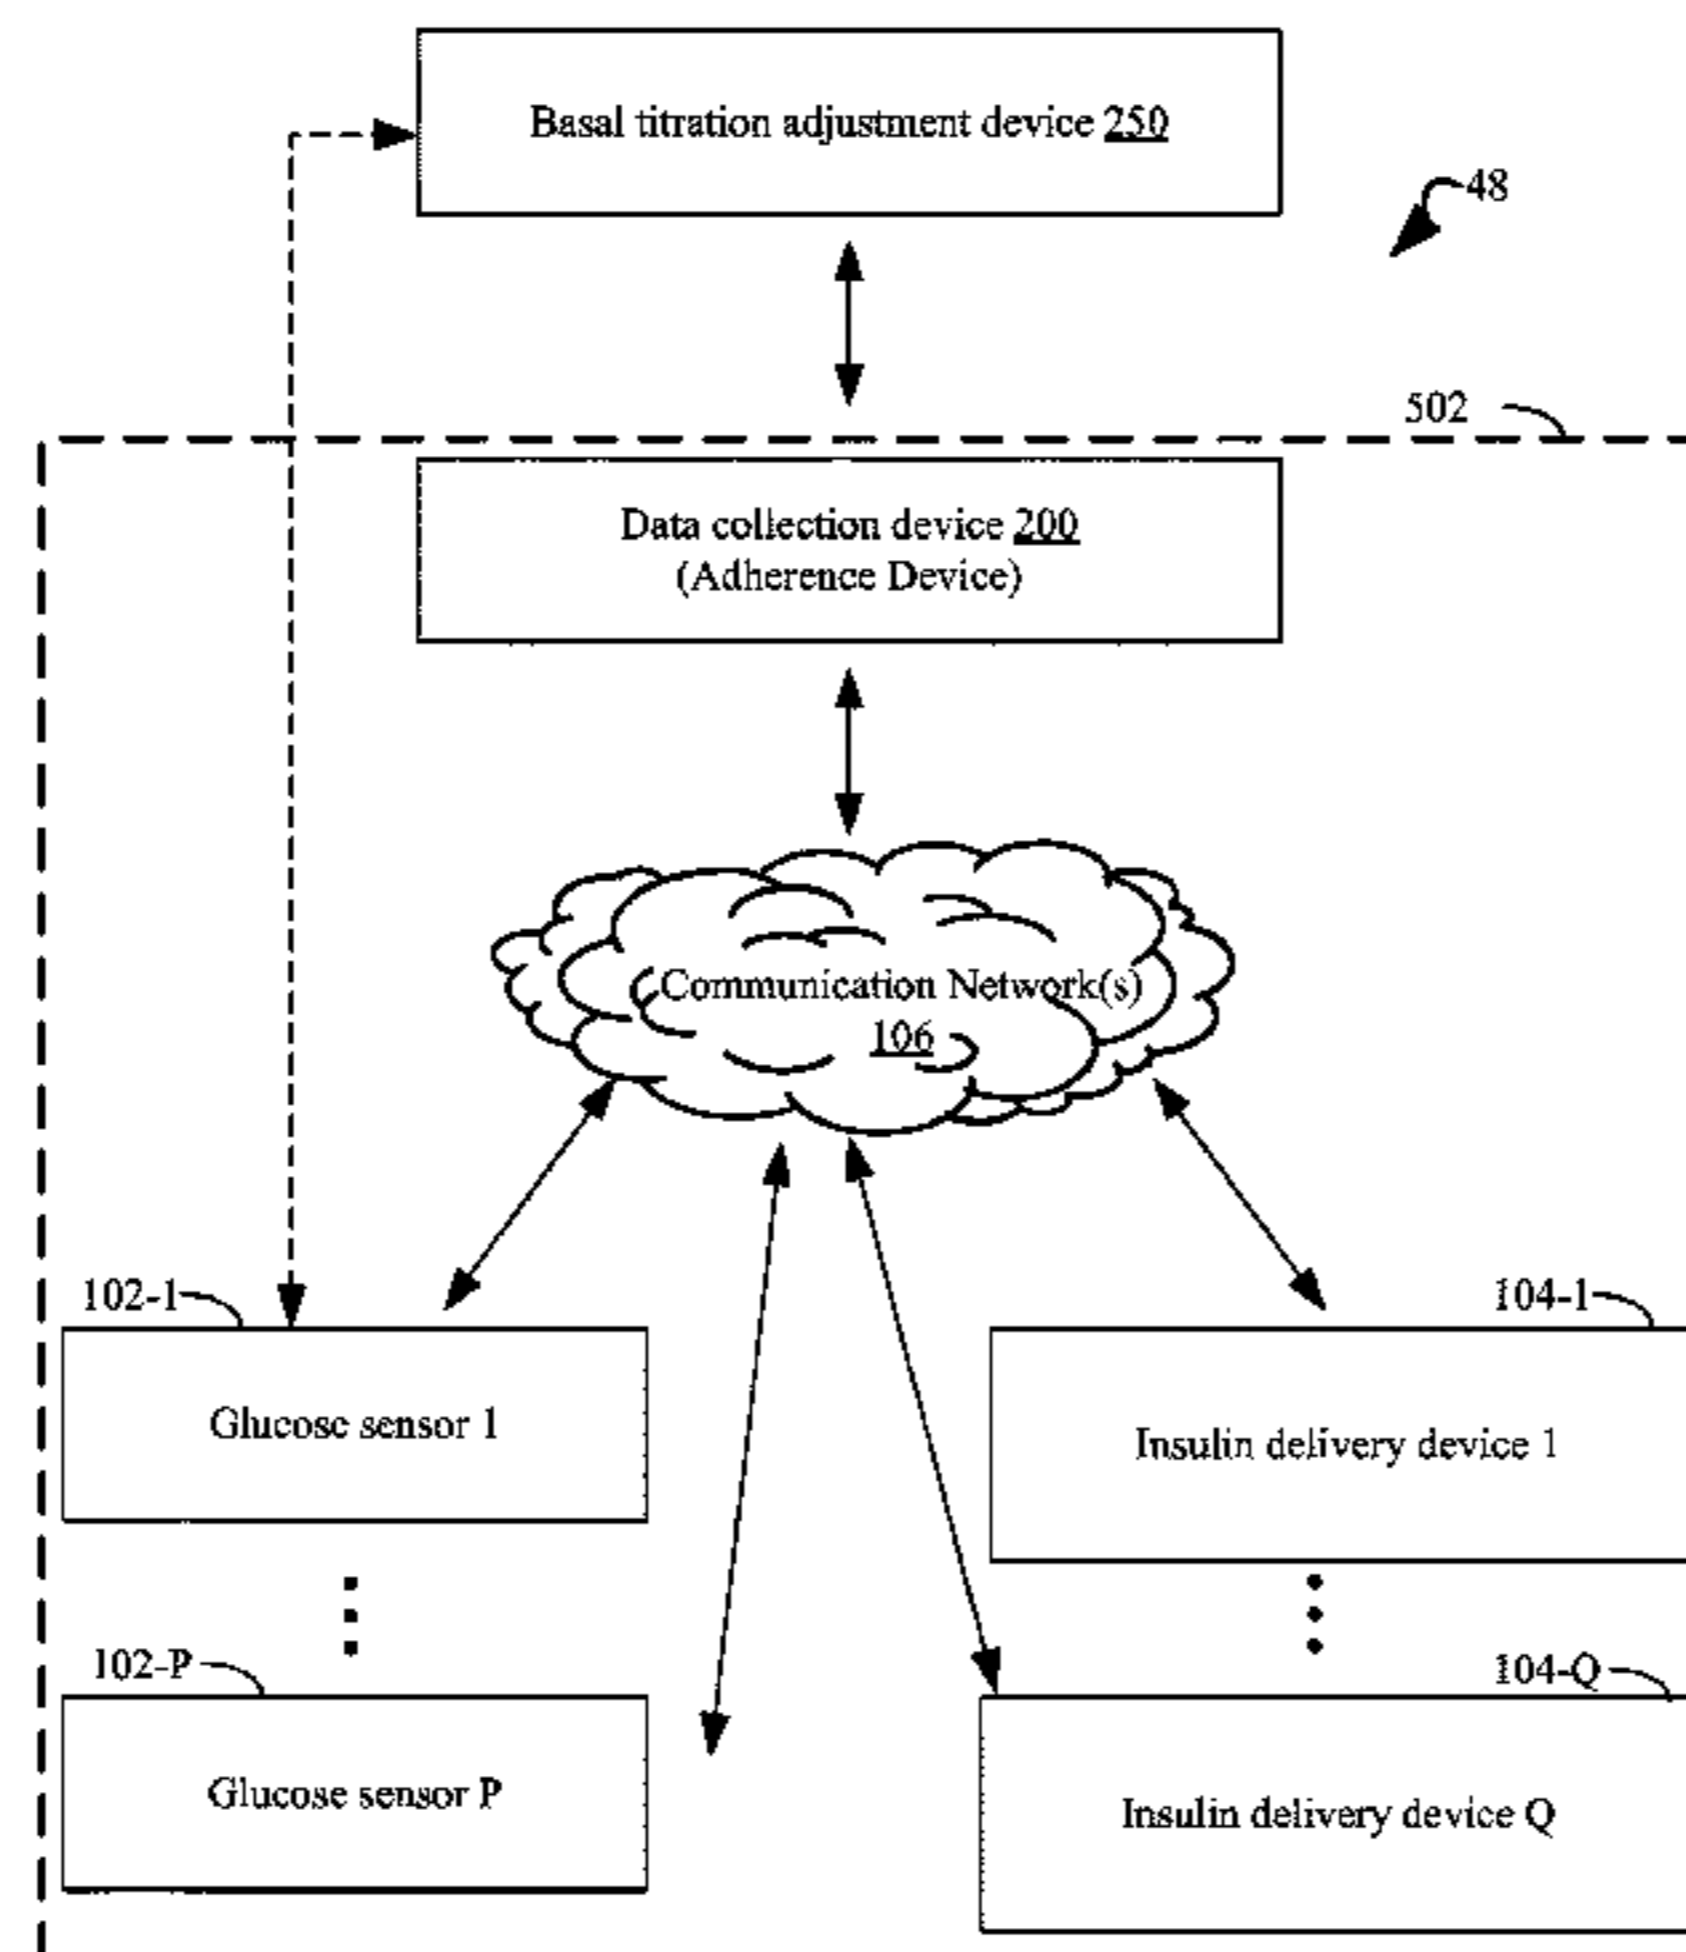 Basal titration adjustment device 250
48
502
Data collection device 200
(Adherence Device)
Communication Network(s)
106
102-1
104-1
Glucose sensor 1
Insulin delivery device 1
102-P
104-Q
Glucose sensor P
Insulin delivery device Q